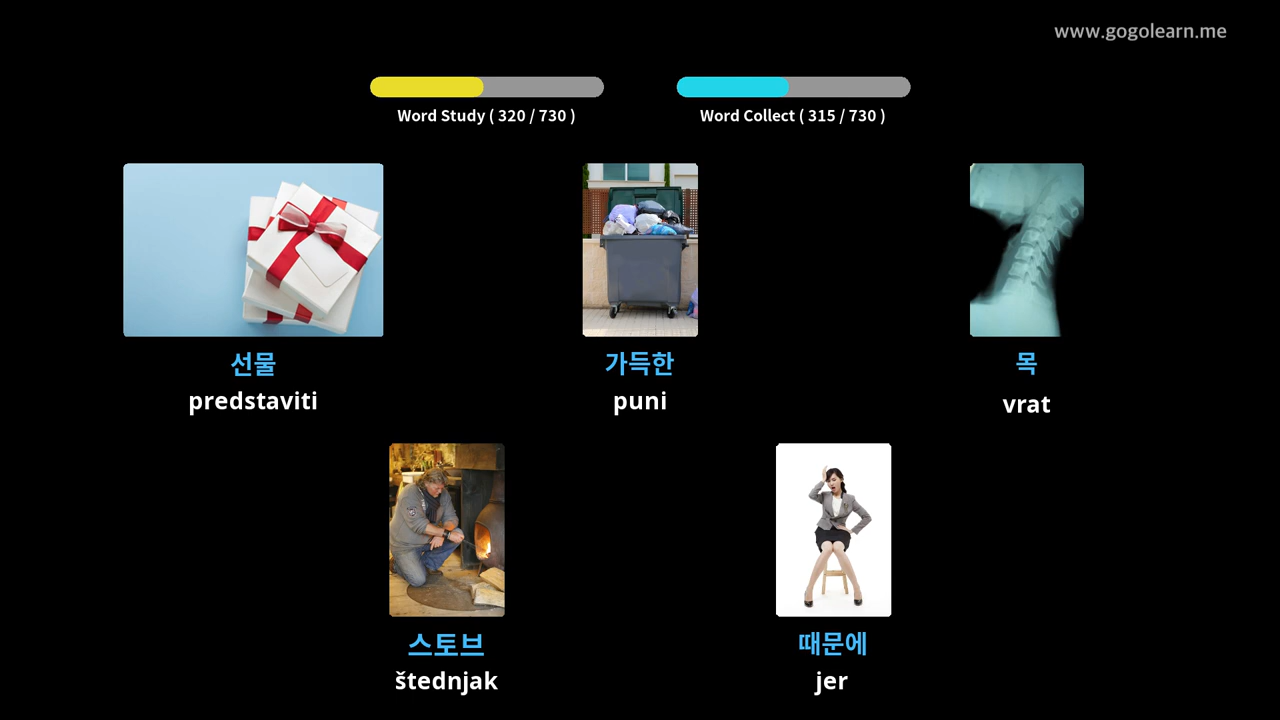 www.gogolearn.me
Word Study ( 320 / 730 )
Word Collect ( 315 / 730 )
선물
predstaviti
가득한
puni
목
vrat
스토브
štednjak
때문에
jer